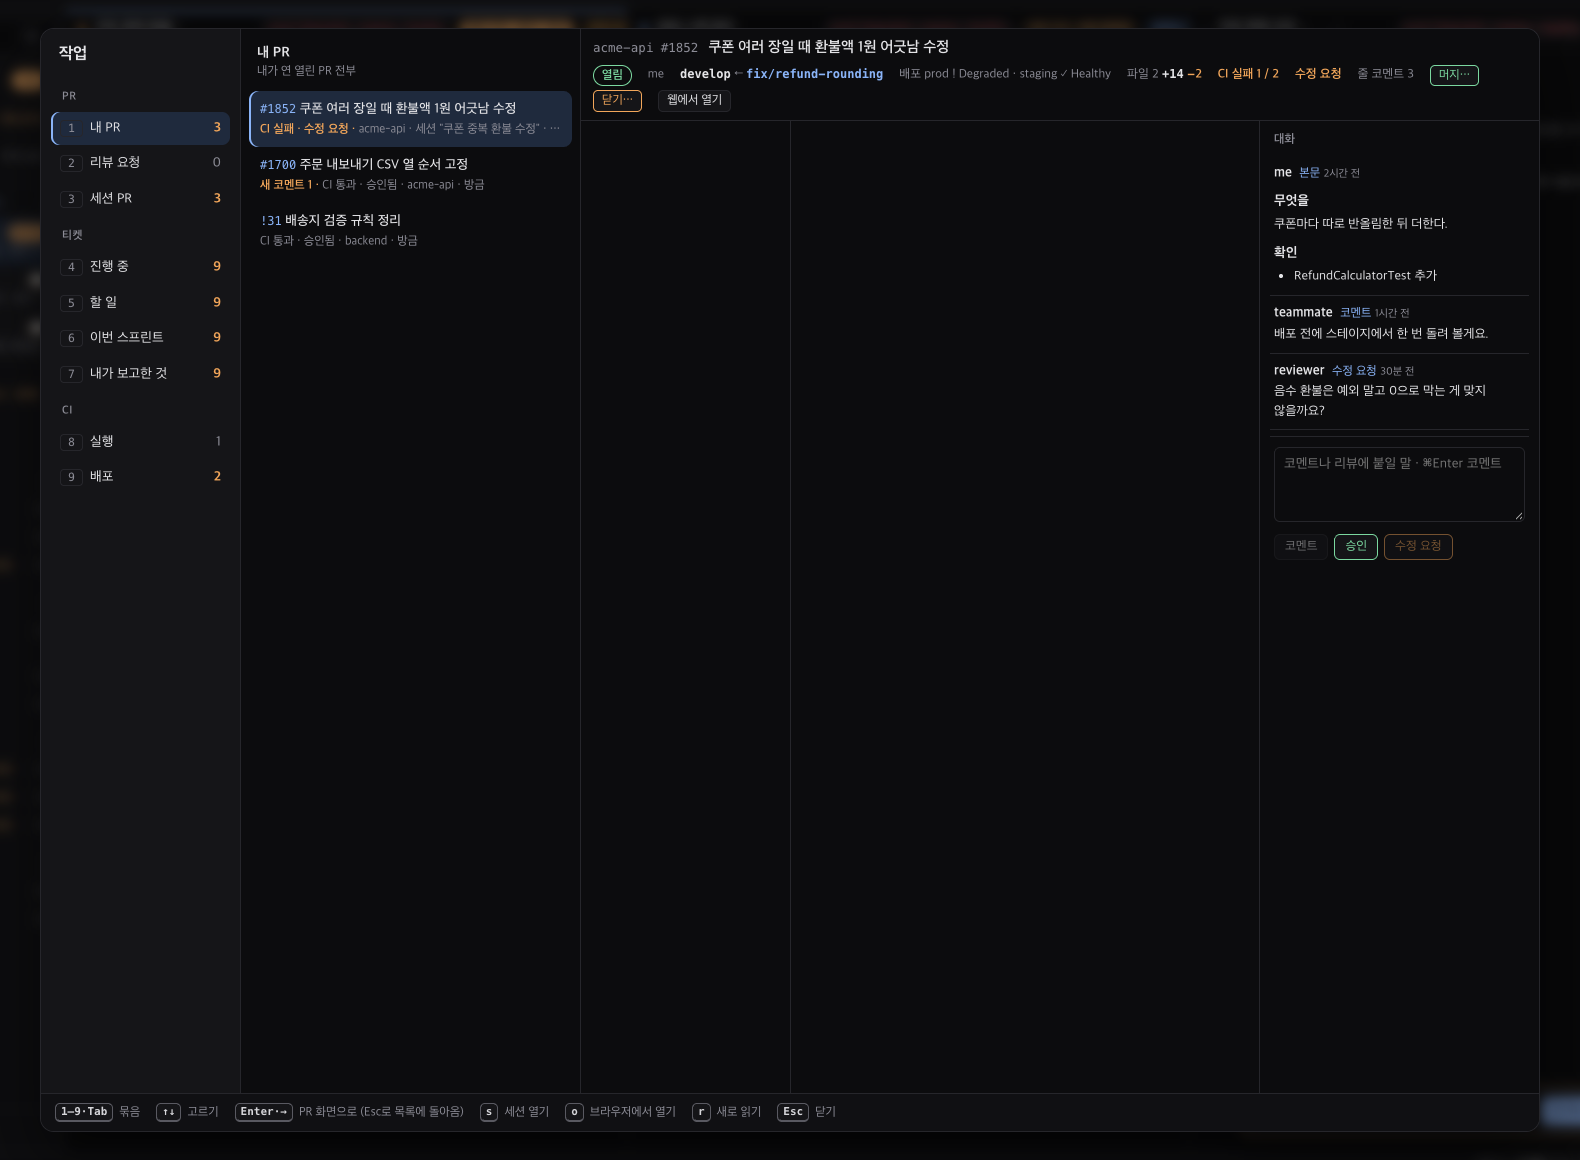 작업
PR
1 내 PR 3
2 리뷰 요청 0
3 세션 PR 3
티켓
4 진행 중 9
5 할 일 9
6 이번 스프린트 9
7 내가 보고한 것 9
CI
8 실행 1
9 배포 2
내 PR
내가 연 열린 PR 전부
#1852 쿠폰 여러 장일 때 환불액 1원 어긋남 수정
CI 실패 · 수정 요청 · acme-api · 세션 "쿠폰 중복 환불 수정" · …
#1700 주문 내보내기 CSV 열 순서 고정
새 코멘트 1 · CI 통과 · 승인됨 · acme-api · 방금
!31 배송지 검증 규칙 정리
CI 통과 · 승인됨 · backend · 방금
acme-api #1852 쿠폰 여러 장일 때 환불액 1원 어긋남 수정
열림 me develop ← fix/refund-rounding 배포 prod ! Degraded · staging ✓ Healthy 파일 2 +14 −2 CI 실패 1 / 2 수정 요청 줄 코멘트 3 머지…
닫기… 웹에서 열기
대화
me 본문 2시간 전
무엇을
쿠폰마다 따로 반올림한 뒤 더한다.
확인
• RefundCalculatorTest 추가
teammate 코멘트 1시간 전
배포 전에 스테이지에서 한 번 돌려 볼게요.
reviewer 수정 요청 30분 전
음수 환불은 예외 말고 0으로 막는 게 맞지
않을까요?
코멘트나 리뷰에 붙일 말 · ⌘Enter 코멘트
코멘트 승인 수정 요청
1–9·Tab 묶음 ↑↓ 고르기 Enter·→ PR 화면으로 (Esc로 목록에 돌아옴) s 세션 열기 o 브라우저에서 열기 r 새로 읽기 Esc 닫기